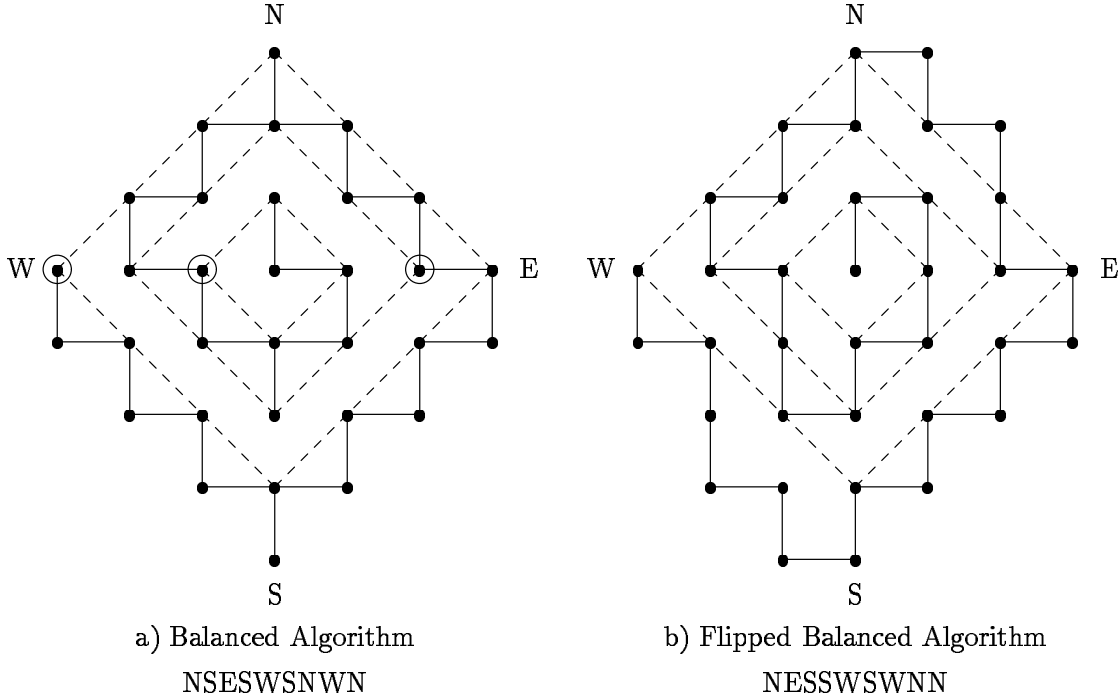 N N
W E W E
S S
a) Balanced Algorithm b) Flipped Balanced Algorithm
NSESWSNWN NESSWSWNN